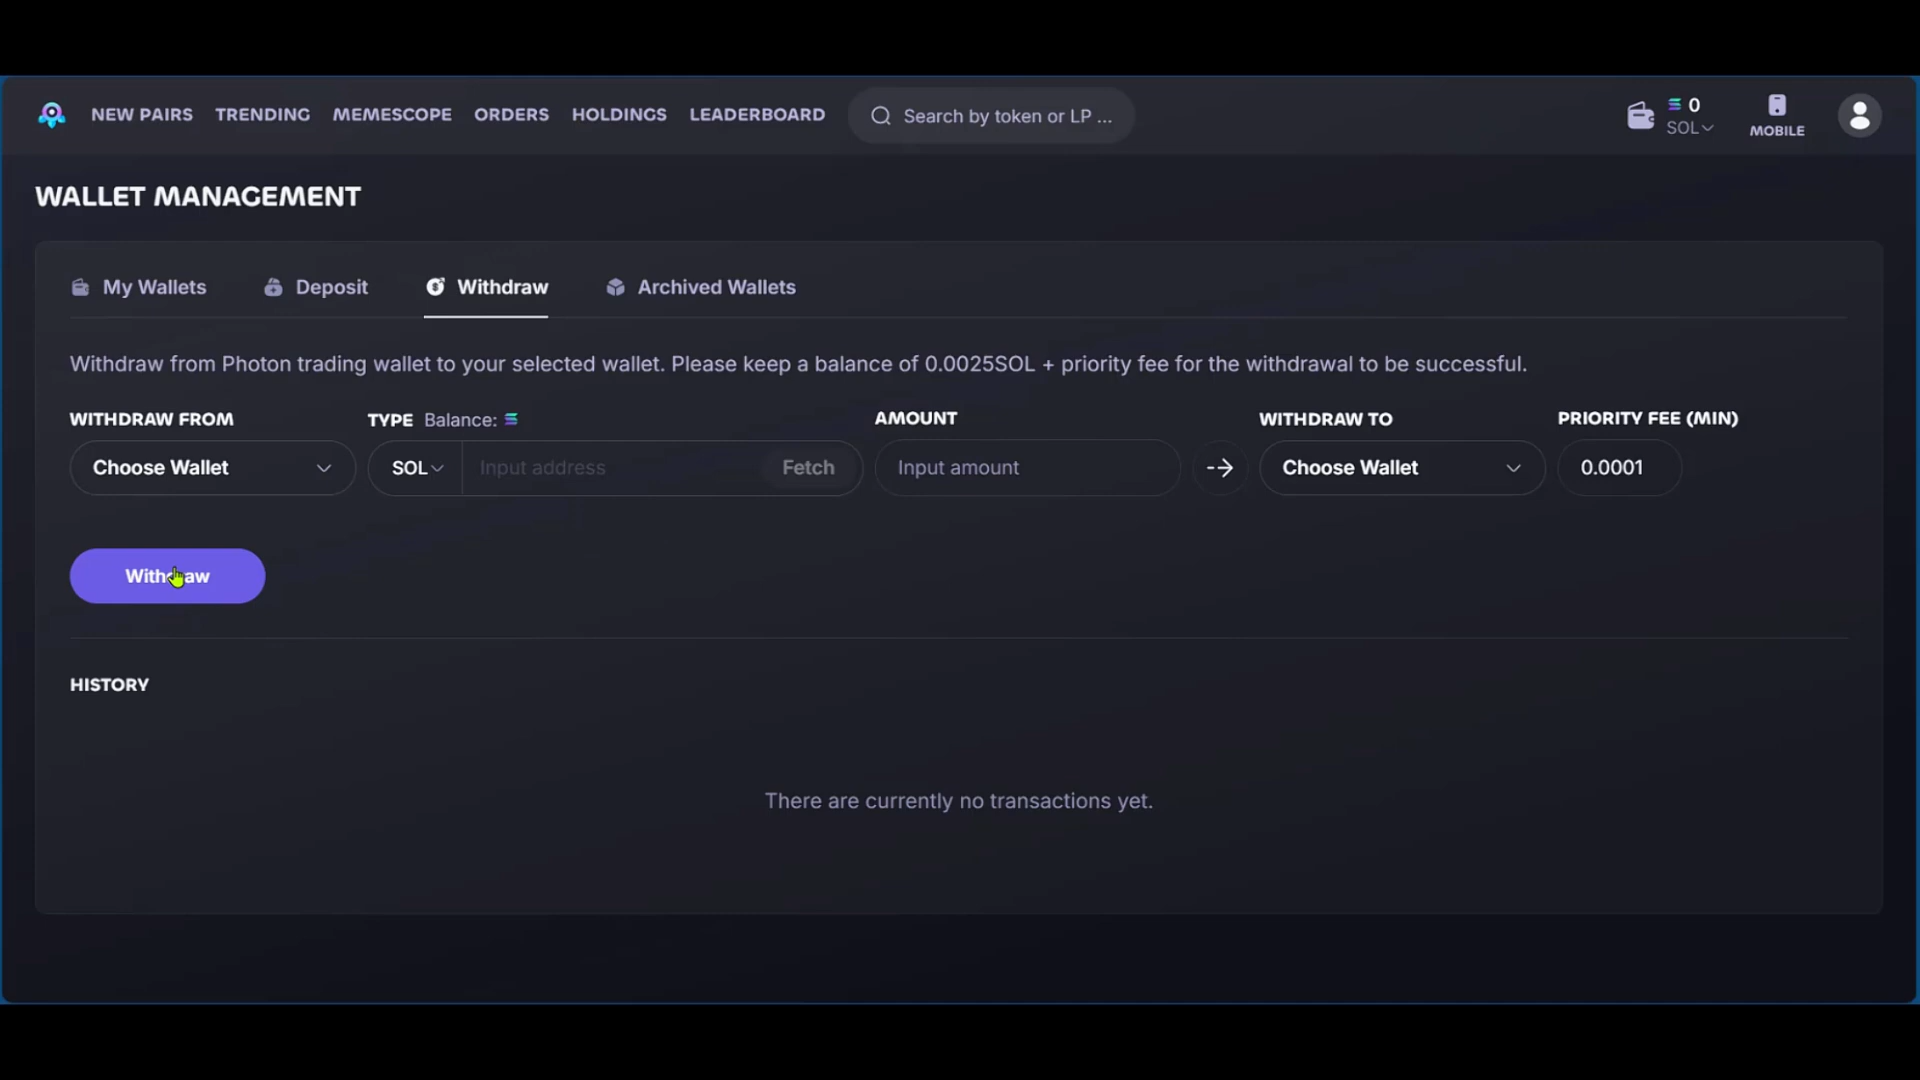 NEW PAIRS TRENDING MEMESCOPE ORDERS HOLDINGS LEADERBOARD Search by token or LP ... 0 SOL MOBILE
WALLET MANAGEMENT
My Wallets Deposit Withdraw Archived Wallets
Withdraw from Photon trading wallet to your selected wallet. Please keep a balance of 0.0025SOL + priority fee for the withdrawal to be successful.
WITHDRAW FROM TYPE Balance: AMOUNT WITHDRAW TO PRIORITY FEE (MIN)
Choose Wallet SOL Input address Fetch Input amount Choose Wallet 0.0001
Withdraw
HISTORY
There are currently no transactions yet.